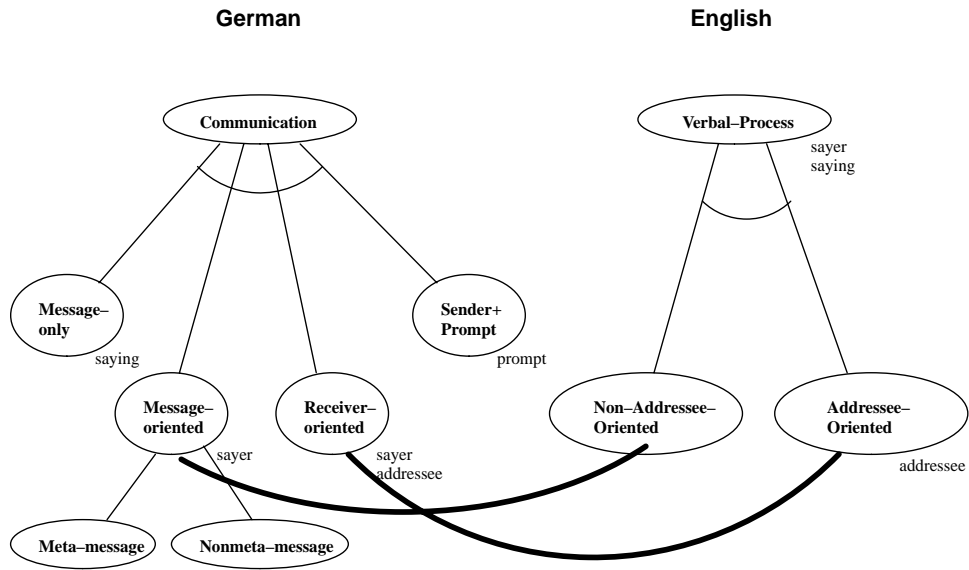 German
English
Communication
Verbal–Process
sayer
saying
Message–
only
saying
Sender+
Prompt
prompt
Message–
oriented
sayer
Receiver–
oriented
sayer
addressee
Non–Addressee–
Oriented
Addressee–
Oriented
addressee
Meta–message
Nonmeta–message